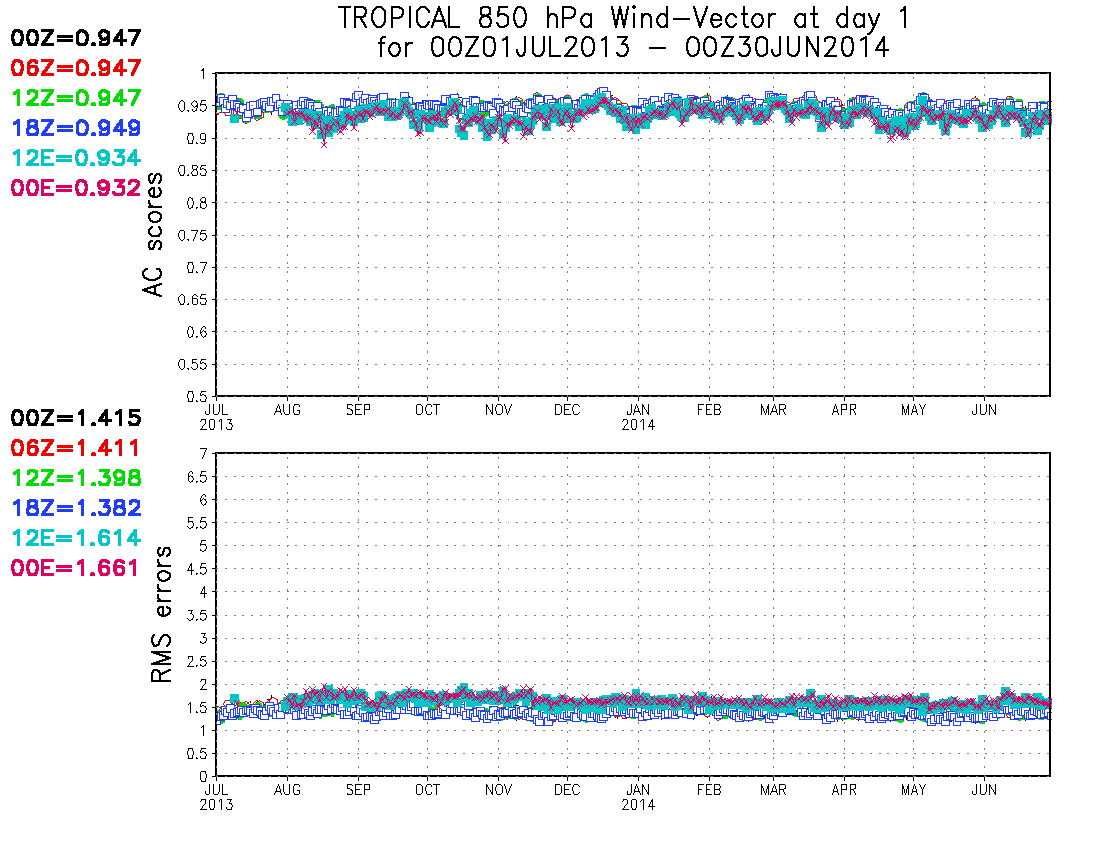 TROPICAL 850 hPa Wind-Vector at day 1
for 00Z01JUL2013 - 00Z30JUN2014
00Z=0.947
06Z=0.947
12Z=0.947
18Z=0.949
12E=0.934
00E=0.932
AC scores
1
0.95
0.9
0.85
0.8
0.75
0.7
0.65
0.6
0.55
0.5
JUL AUG SEP OCT NOV DEC JAN FEB MAR APR MAY JUN
2013 2014
00Z=1.415
06Z=1.411
12Z=1.398
18Z=1.382
12E=1.614
00E=1.661
RMS errors
7
6.5
6
5.5
5
4.5
4
3.5
3
2.5
2
1.5
1
0.5
0
JUL AUG SEP OCT NOV DEC JAN FEB MAR APR MAY JUN
2013 2014